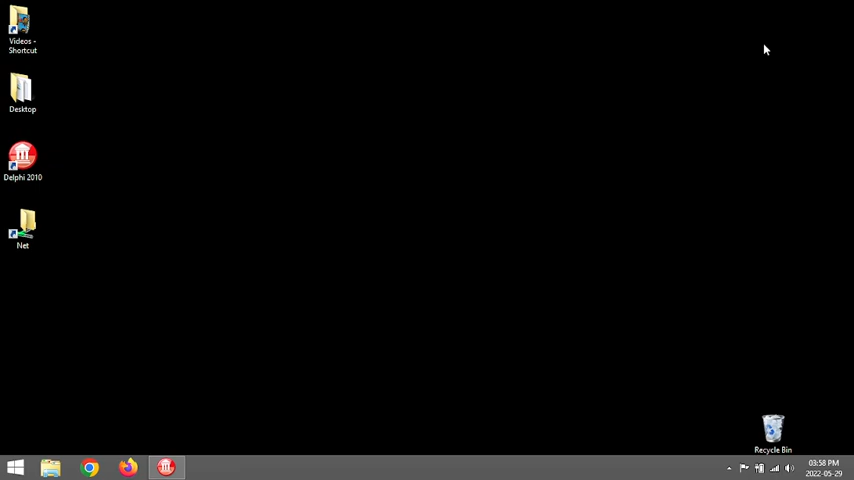 Videos -
Shortcut
Desktop
Delphi 2010
Net
Recycle Bin
03:58 PM
2022-05-29